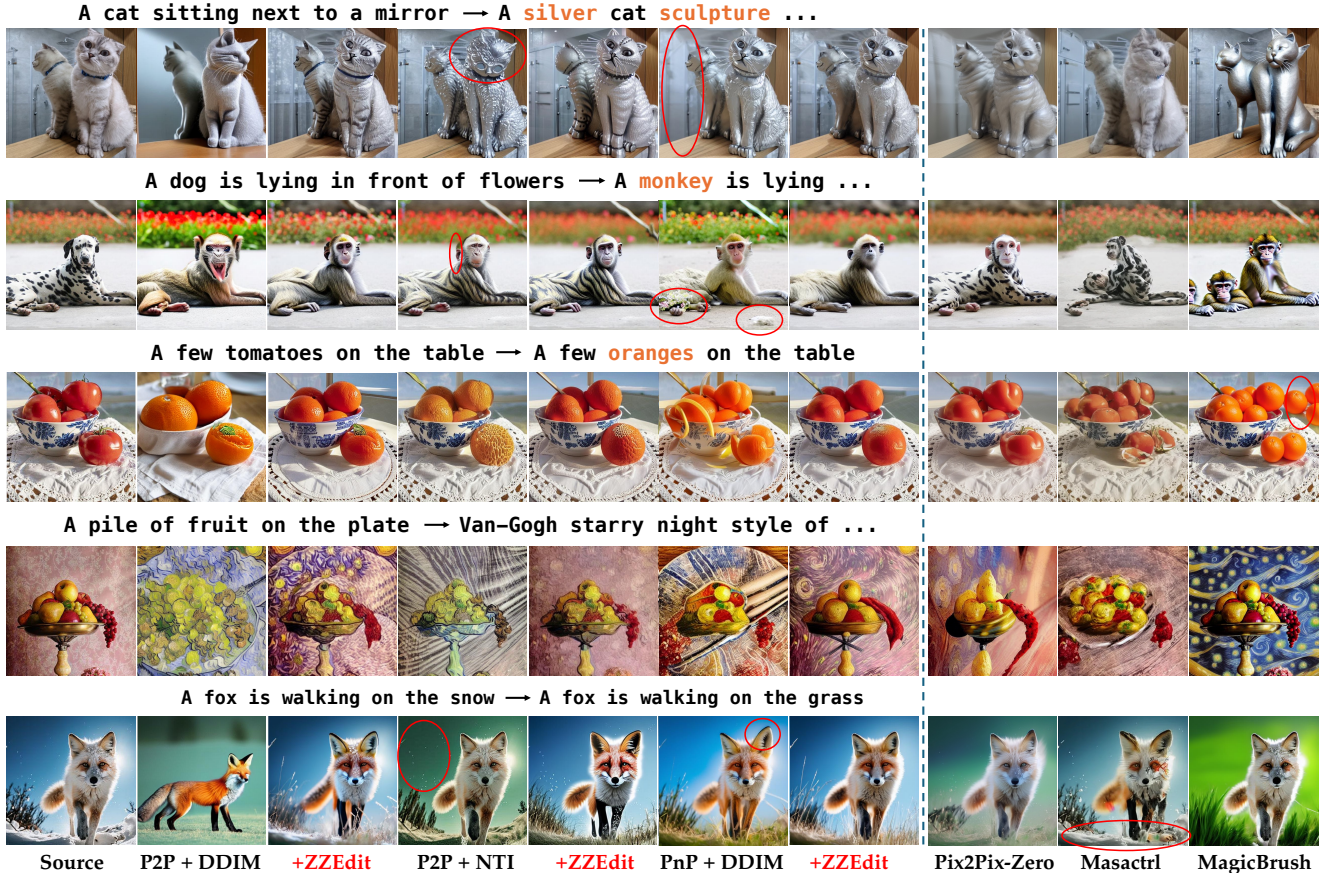 A cat sitting next to a mirror → A silver cat sculpture ...
A dog is lying in front of flowers → A monkey is lying ...
A few tomatoes on the table → A few oranges on the table
A pile of fruit on the plate → Van-Gogh starry night style of ...
A fox is walking on the snow → A fox is walking on the grass
Source P2P + DDIM +ZZEdit P2P + NTI +ZZEdit PnP + DDIM +ZZEdit Pix2Pix-Zero Masactrl MagicBrush